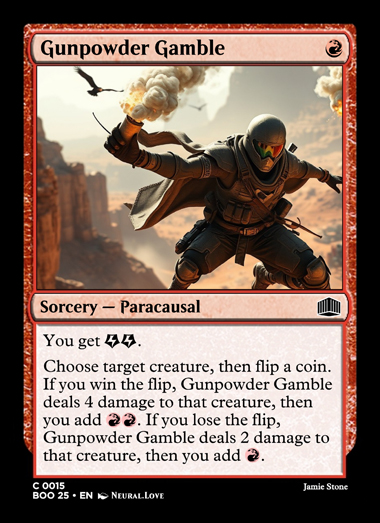 Gunpowder Gamble
Sorcery — Paracausal
You get .
Choose target creature, then flip a coin.
If you win the flip, Gunpowder Gamble
deals 4 damage to that creature, then
you add . If you lose the flip,
Gunpowder Gamble deals 2 damage to
that creature, then you add .
C 0015
Jamie Stone
BOO 25 • EN Neural.Love